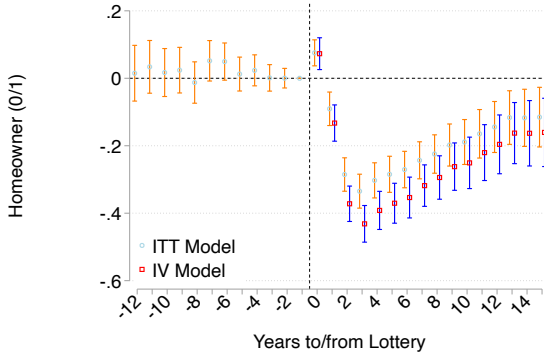 .2
0
-.2
-.4
-.6
Homeowner (0/1)
ITT Model
IV Model
-12 -10 -8 -6 -4 -2 0 2 4 6 8 10 12 14
Years to/from Lottery